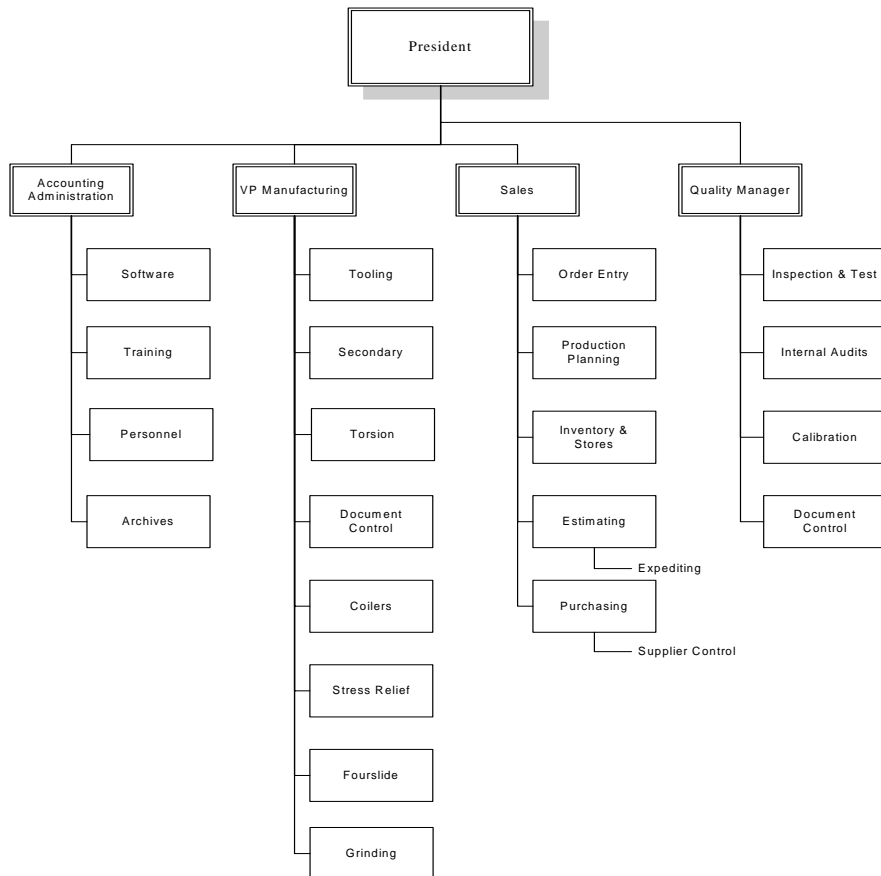 President
Accounting
Administration
VP Manufacturing
Sales
Quality Manager
Software
Tooling
Order Entry
Inspection & Test
Training
Secondary
Production
Planning
Internal Audits
Personnel
Torsion
Inventory &
Stores
Calibration
Archives
Document
Control
Estimating
Document
Control
Expediting
Coilers
Purchasing
Supplier Control
Stress Relief
Fourslide
Grinding